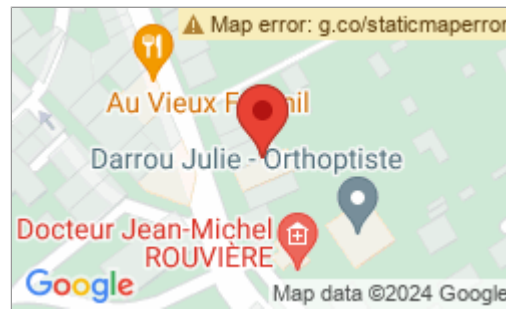 Map error: g.co/staticmaperror
Au Vieux
Darrou Julie - Orthoptiste
Docteur Jean-Michel
ROUVIÈRE
Google
Map data ©2024 Google